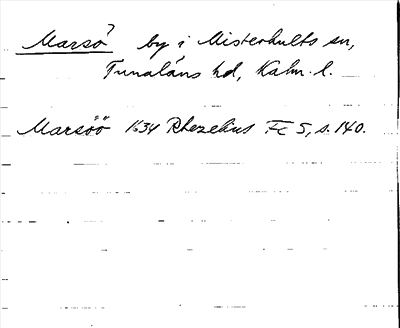 Marsö by i Misterhults sn,
Tunaläns hd, Kalm. l.
Marsöö 1634 Rhezelius Fc 5, s. 140.